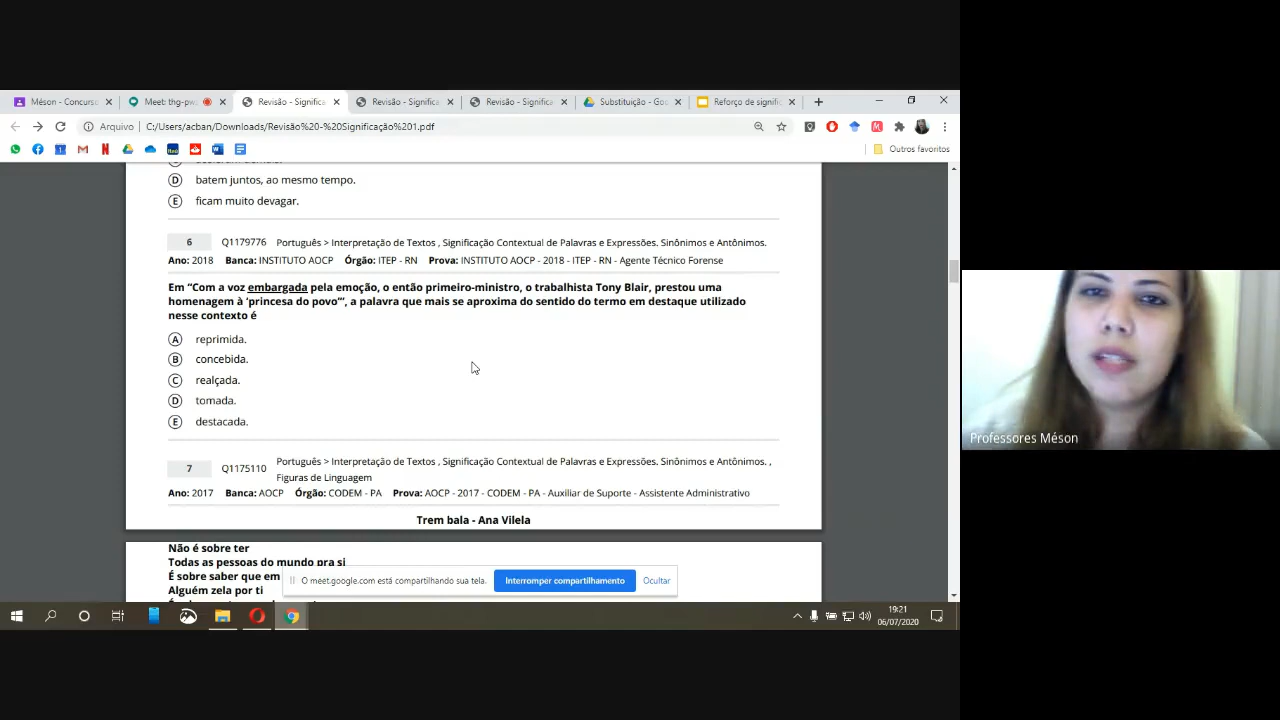 Méson - Concurs
Meet: thg-pw
Revisão - Significa
Revisão - Significa
Revisão - Significa
Substituição - Goo
Reforço de signific
Arquivo
C:/Users/acban/Downloads/Revisão%20-%20Significação%201.pdf
Outros favoritos
D batem juntos, ao mesmo tempo.
E ficam muito devagar.
6 Q1179776 Português > Interpretação de Textos , Significação Contextual de Palavras e Expressões. Sinônimos e Antônimos.
Ano: 2018 Banca: INSTITUTO AOCP Órgão: ITEP - RN Prova: INSTITUTO AOCP - 2018 - ITEP - RN - Agente Técnico Forense
Em “Com a voz embargada pela emoção, o então primeiro-ministro, o trabalhista Tony Blair, prestou uma
homenagem à ‘princesa do povo’”, a palavra que mais se aproxima do sentido do termo em destaque utilizado
nesse contexto é
A reprimida.
B concebida.
C realçada.
D tomada.
E destacada.
7 Q1175110 Português > Interpretação de Textos , Significação Contextual de Palavras e Expressões. Sinônimos e Antônimos. ,
Figuras de Linguagem
Ano: 2017 Banca: AOCP Órgão: CODEM - PA Prova: AOCP - 2017 - CODEM - PA - Auxiliar de Suporte - Assistente Administrativo
Trem bala - Ana Vilela
Não é sobre ter
Todas as pessoas do mundo pra si
É sobre saber que em
Alguém zela por ti
O meet.google.com está compartilhando sua tela.
Interromper compartilhamento
Ocultar
19:21
06/07/2020
Professores Méson